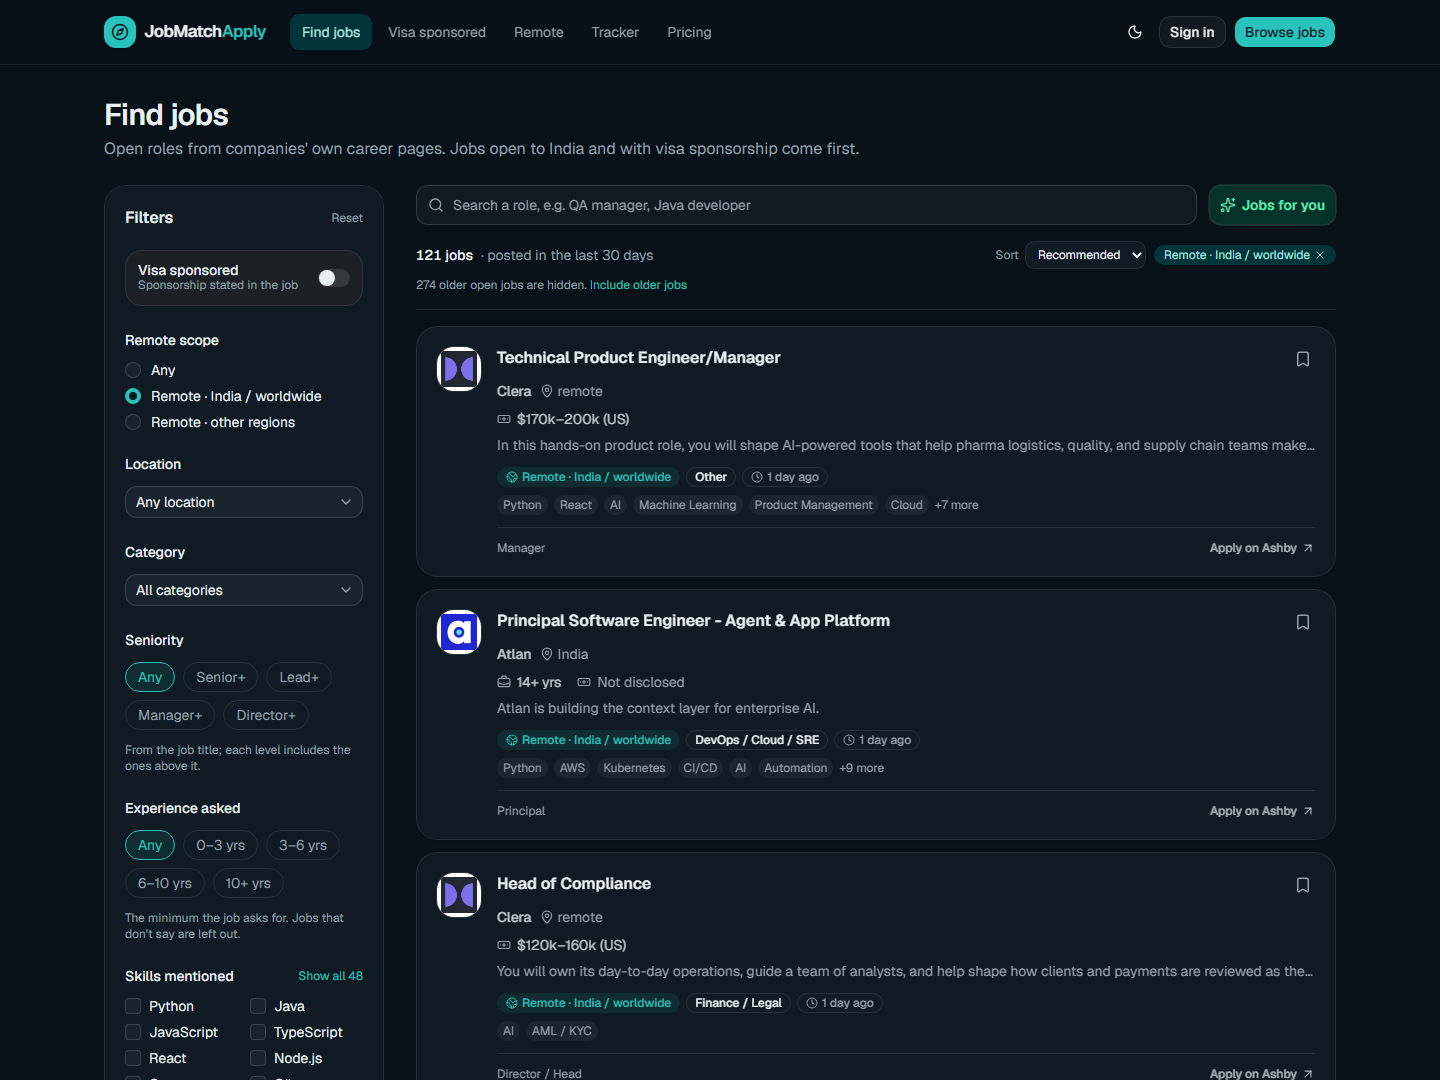 JobMatchApply
Find jobs
Visa sponsored
Remote
Tracker
Pricing
Sign in
Browse jobs
Find jobs
Open roles from companies' own career pages. Jobs open to India and with visa sponsorship come first.
Filters
Reset
Visa sponsored
Sponsorship stated in the job
Remote scope
Any
Remote · India / worldwide
Remote · other regions
Location
Any location
Category
All categories
Seniority
Any
Senior+
Lead+
Manager+
Director+
From the job title; each level includes the
ones above it.
Experience asked
Any
0–3 yrs
3–6 yrs
6–10 yrs
10+ yrs
The minimum the job asks for. Jobs that
don't say are left out.
Skills mentioned
Show all 48
Python
Java
JavaScript
TypeScript
React
Node.js
Search a role, e.g. QA manager, Java developer
Jobs for you
121 jobs · posted in the last 30 days
Sort
Recommended
Remote · India / worldwide ×
274 older open jobs are hidden. Include older jobs
Technical Product Engineer/Manager
Clera remote
$170k–200k (US)
In this hands-on product role, you will shape AI-powered tools that help pharma logistics, quality, and supply chain teams make…
Remote · India / worldwide Other 1 day ago
Python React AI Machine Learning Product Management Cloud +7 more
Manager
Apply on Ashby
Principal Software Engineer - Agent & App Platform
a
Atlan India
14+ yrs Not disclosed
Atlan is building the context layer for enterprise AI.
Remote · India / worldwide DevOps / Cloud / SRE 1 day ago
Python AWS Kubernetes CI/CD AI Automation +9 more
Principal
Apply on Ashby
Head of Compliance
Clera remote
$120k–160k (US)
You will own its day-to-day operations, guide a team of analysts, and help shape how clients and payments are reviewed as the…
Remote · India / worldwide Finance / Legal 1 day ago
AI AML / KYC
Director / Head
Apply on Ashby